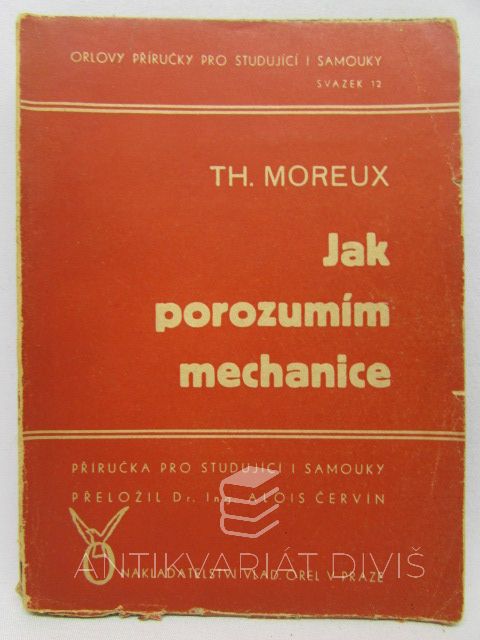 ORLOVY PŘÍRUČKY PRO STUDUJÍCÍ I SAMOUKY
SVAZEK 12
TH. MOREUX
Jak
porozumím
mechanice
PŘÍRUČKA PRO STUDUJÍCÍ I SAMOUKY
PŘELOŽIL Dr. Ing. ALOIS ČERVÍN
ANTIKVARIÁT DIVIŠ
NAKLADATELSTVÍ VLAD. OREL V PRAZE